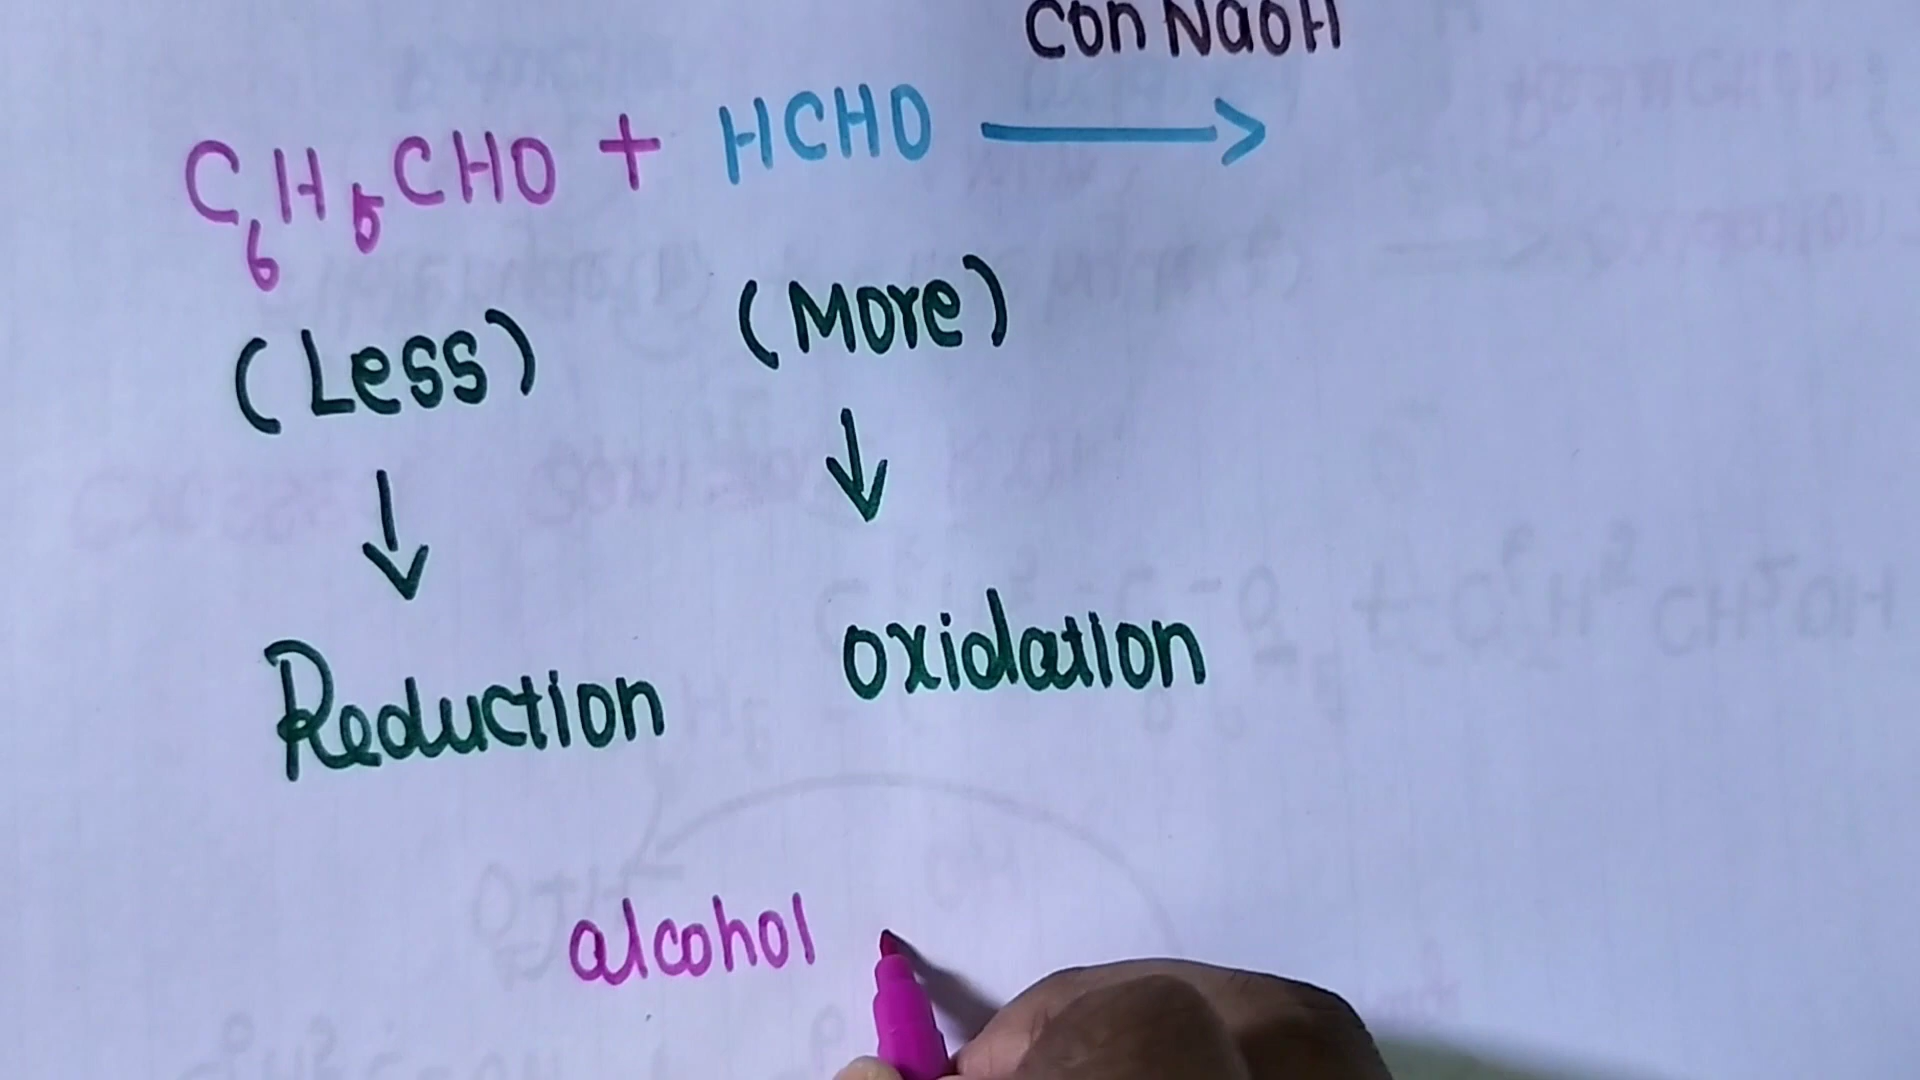 Con NaOH
C6H5CHO + HCHO ⟶
(Less) (More)
↓ ↓
Reduction oxidation
alcohol